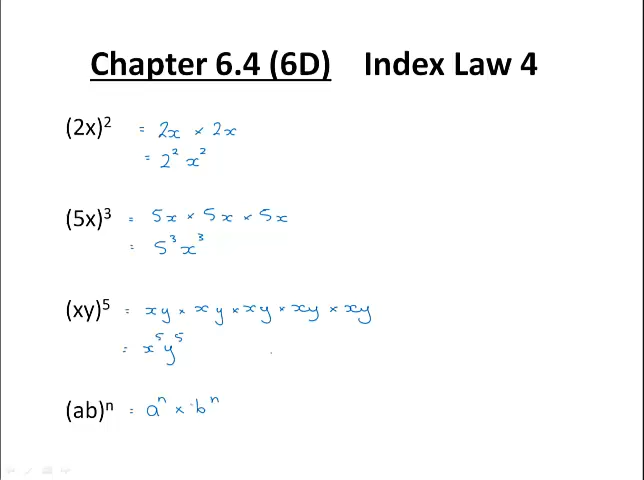 Chapter 6.4 (6D) Index Law 4
(2x)² = 2x × 2x
= 2² x²
(5x)³ = 5x × 5x × 5x
= 5³ x³
(xy)⁵ = xy × xy × xy × xy × xy
= x⁵ y⁵
(ab)ⁿ = aⁿ × bⁿ